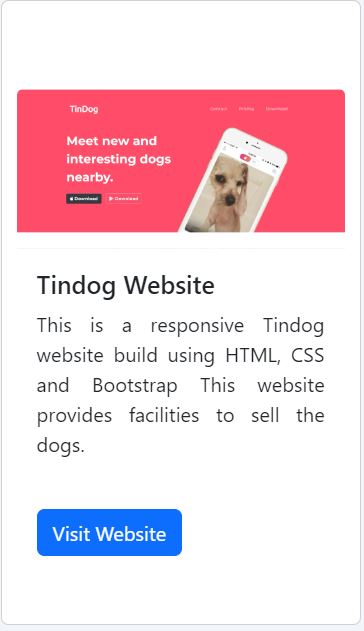 TinDog
Contact Pricing Download
Meet new and
interesting dogs
nearby.
Download Download
Tindog Website
This is a responsive Tindog
website build using HTML, CSS
and Bootstrap This website
provides facilities to sell the
dogs.
Visit Website